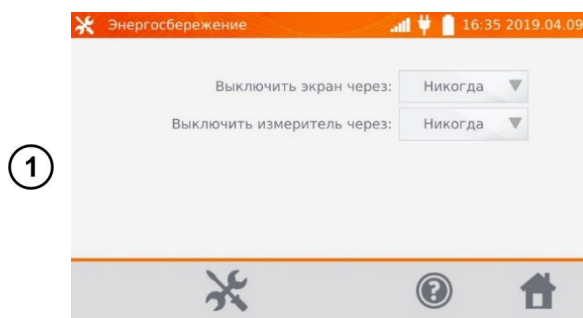 Энергосбережение 16:35 2019.04.09
Выключить экран через: Никогда
Выключить измеритель через: Никогда
1
?